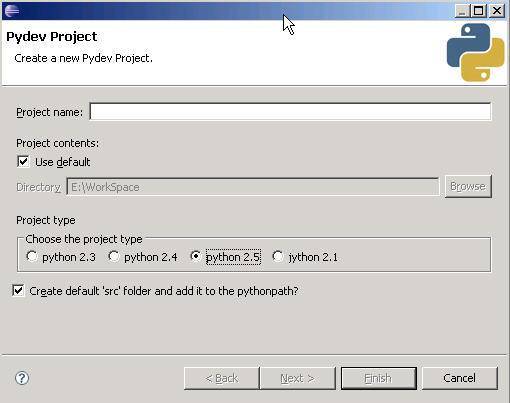 Pydev Project
Create a new Pydev Project.
Project name:
Project contents:
Use default
Directory E:\WorkSpace Browse
Project type
Choose the project type
python 2.3 python 2.4 python 2.5 jython 2.1
Create default 'src' folder and add it to the pythonpath?
? < Back Next > Finish Cancel